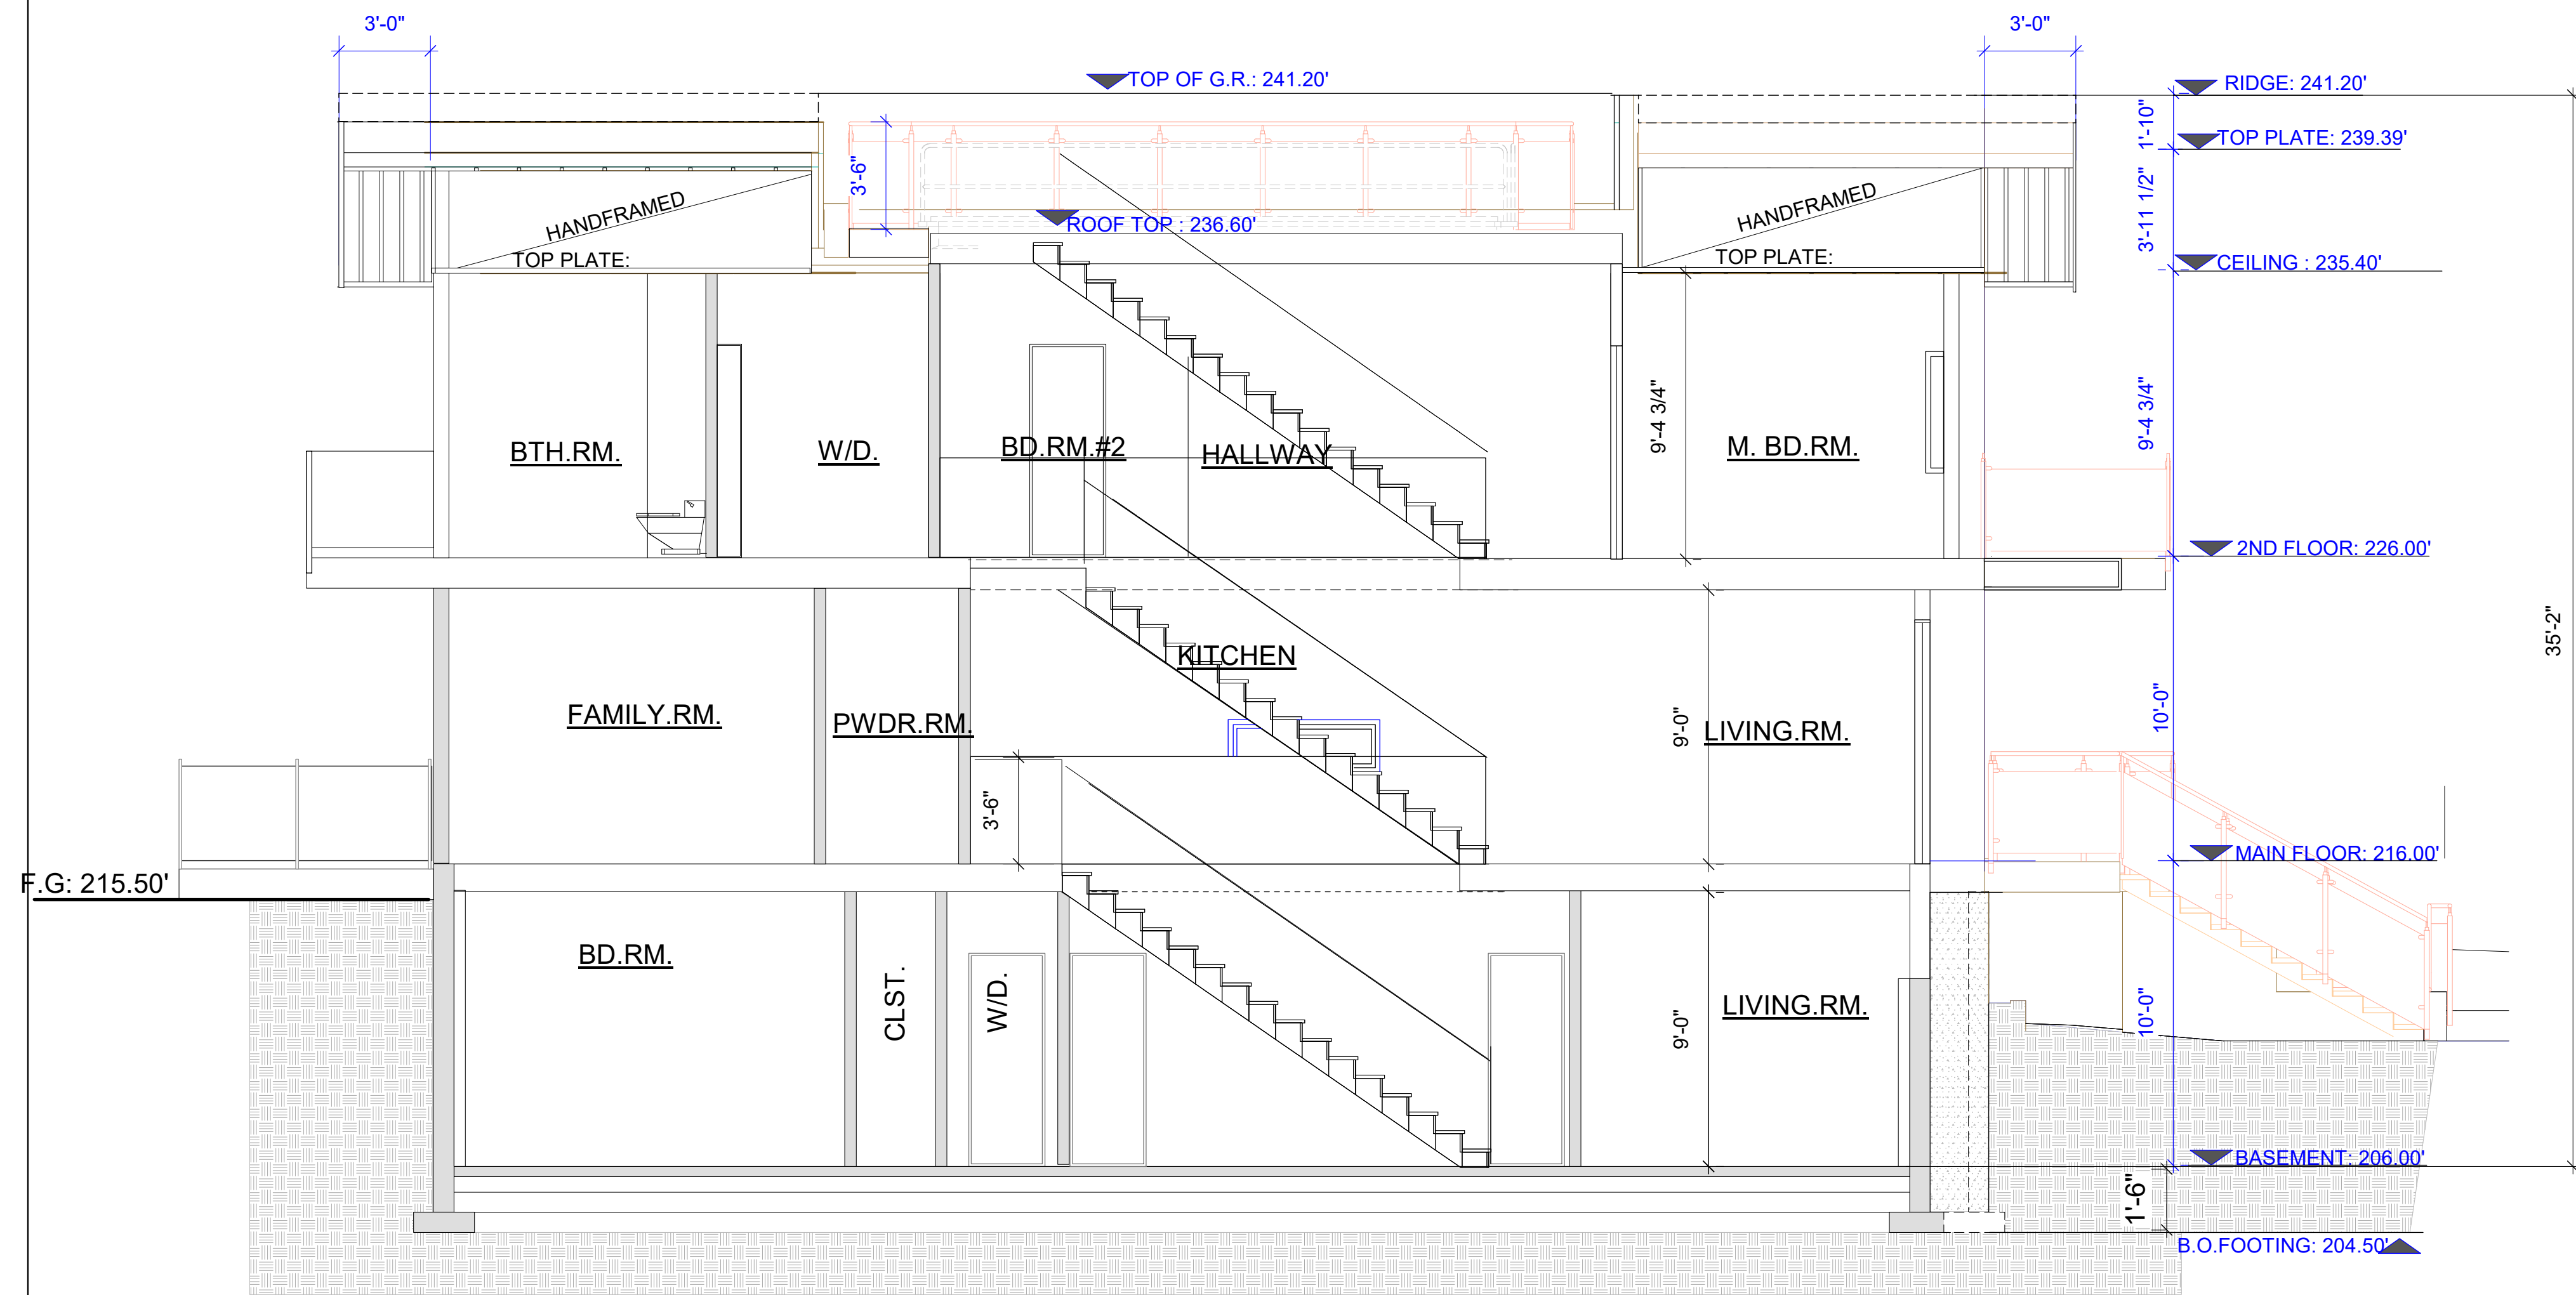 3'-0"
3'-0"
TOP OF G.R.: 241.20'
RIDGE: 241.20'
1'-10"
TOP PLATE: 239.39'
3'-6"
HANDFRAMED
HANDFRAMED
3'-11 1/2"
ROOF TOP : 236.60'
TOP PLATE:
TOP PLATE:
CEILING : 235.40'
9'-4 3/4"
9'-4 3/4"
BTH.RM.
W/D.
BD.RM.#2
HALLWAY
M. BD.RM.
2ND FLOOR: 226.00'
35'-2"
KITCHEN
FAMILY.RM.
PWDR.RM.
9'-0"
LIVING.RM.
10'-0"
3'-6"
MAIN FLOOR: 216.00'
F.G: 215.50'
BD.RM.
CLST.
W/D.
9'-0"
LIVING.RM.
10'-0"
BASEMENT: 206.00'
1'-6"
B.O.FOOTING: 204.50'